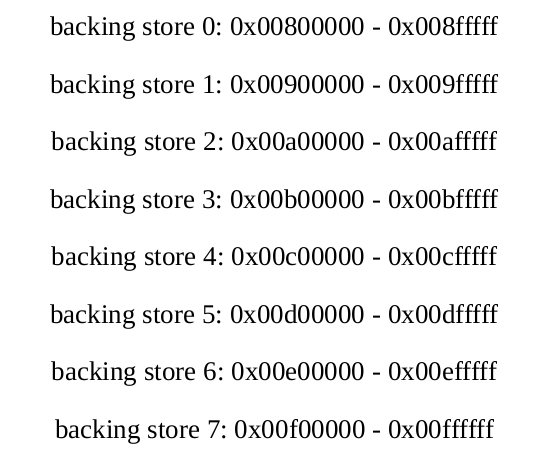 backing store 0: 0x00800000 - 0x008fffff
backing store 1: 0x00900000 - 0x009fffff
backing store 2: 0x00a00000 - 0x00afffff
backing store 3: 0x00b00000 - 0x00bfffff
backing store 4: 0x00c00000 - 0x00cfffff
backing store 5: 0x00d00000 - 0x00dfffff
backing store 6: 0x00e00000 - 0x00efffff
backing store 7: 0x00f00000 - 0x00ffffff